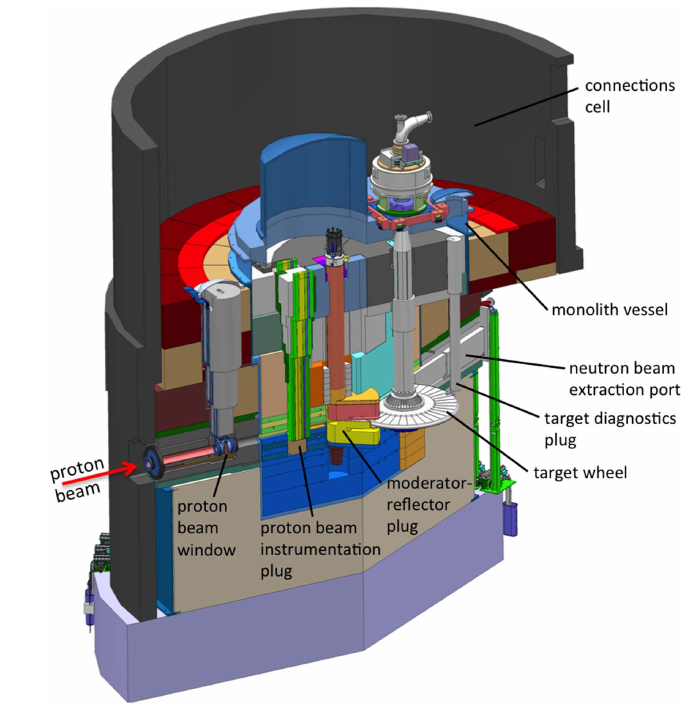 connections
cell
monolith vessel
neutron beam
extraction port
target diagnostics
plug
target wheel
moderator-
reflector
plug
proton beam
instrumentation
plug
proton
beam
window
proton
beam